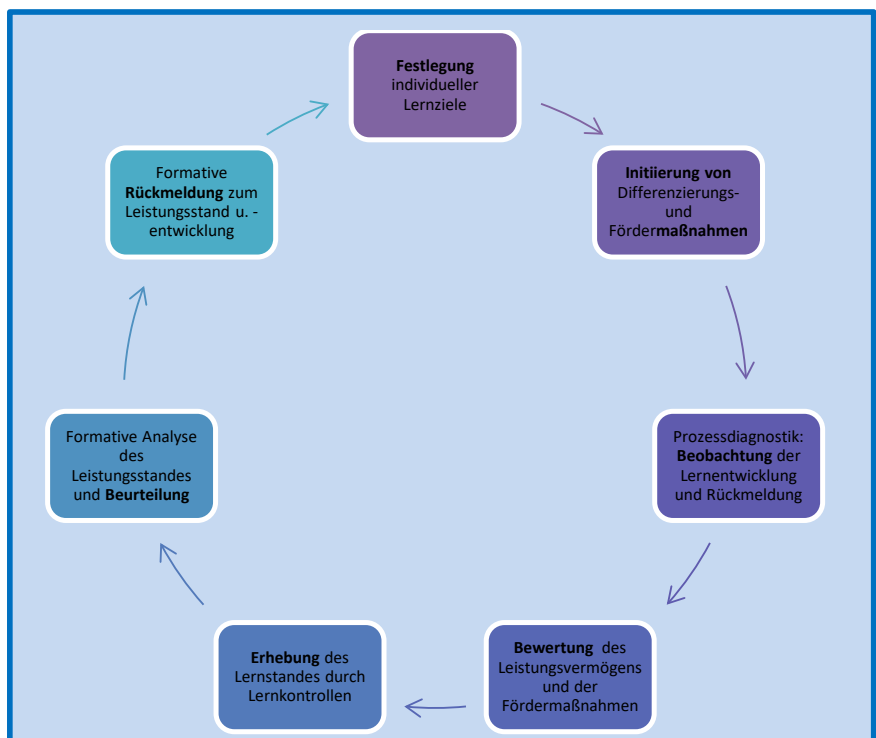 Festlegung
individueller
Lernziele
Initiierung von
Differenzierungs-
und
Fördermaßnahmen
Prozessdiagnostik:
Beobachtung der
Lernentwicklung
und Rückmeldung
Bewertung des
Leistungsvermögens
und der
Fördermaßnahmen
Erhebung des
Lernstandes durch
Lernkontrollen
Formative Analyse
des
Leistungsstandes
und Beurteilung
Formative
Rückmeldung zum
Leistungsstand u. -
entwicklung